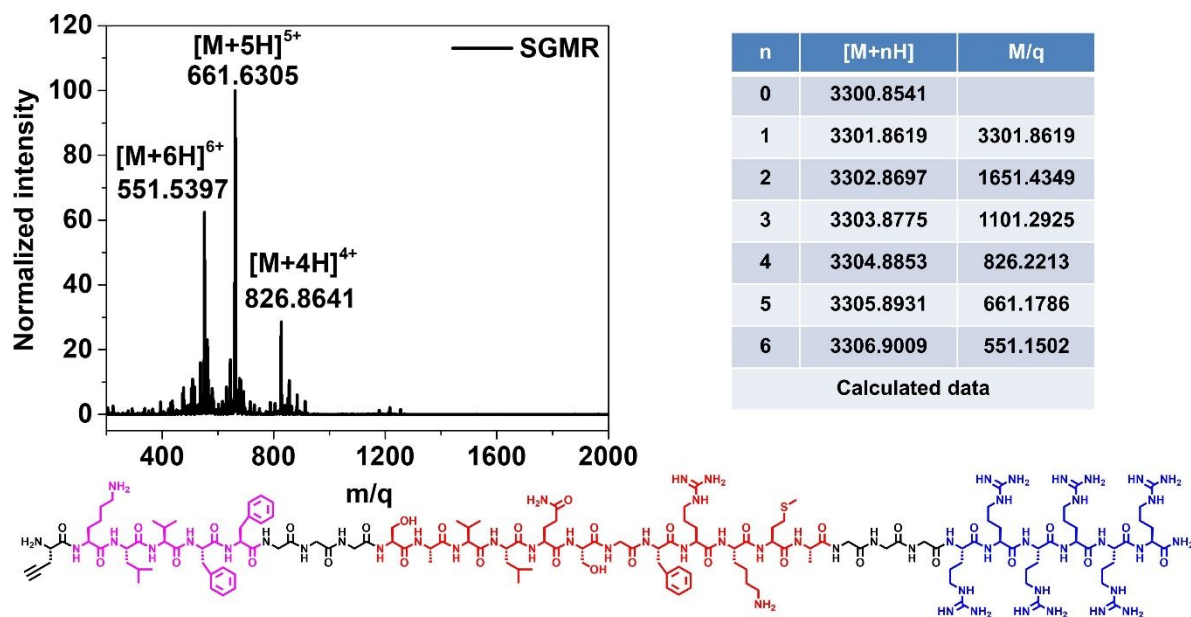 120
100
80
60
40
20
0
Normalized intensity
400
800
1200
1600
2000
m/q
SGMR
[M+5H]5+
661.6305
[M+6H]6+
551.5397
[M+4H]4+
826.8641
n [M+nH] M/q
0 3300.8541
1 3301.8619 3301.8619
2 3302.8697 1651.4349
3 3303.8775 1101.2925
4 3304.8853 826.2213
5 3305.8931 661.1786
6 3306.9009 551.1502
Calculated data